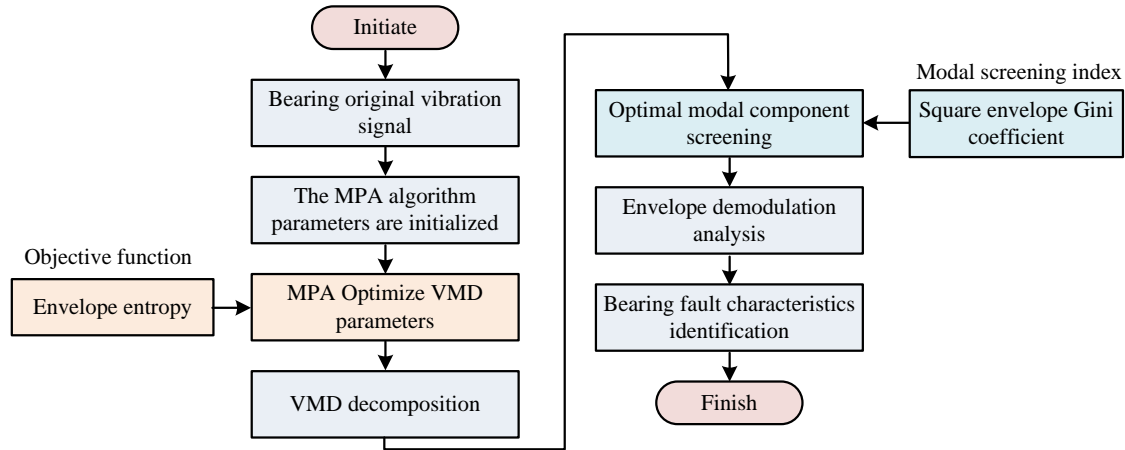 Initiate
Bearing original vibration
signal
The MPA algorithm
parameters are initialized
Objective function
Envelope entropy
MPA Optimize VMD
parameters
VMD decomposition
Modal screening index
Optimal modal component
screening
Square envelope Gini
coefficient
Envelope demodulation
analysis
Bearing fault characteristics
identification
Finish